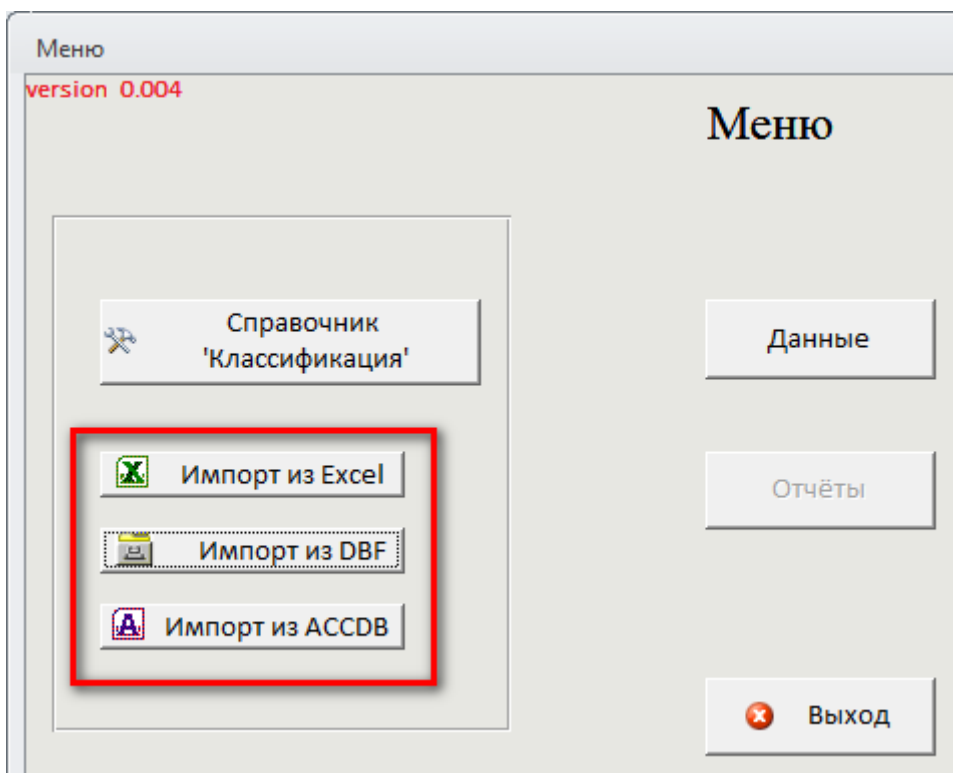 Меню
version 0.004
Меню
Справочник
'Классификация'
Данные
Импорт из Excel
Отчёты
Импорт из DBF
Импорт из ACCDB
Выход